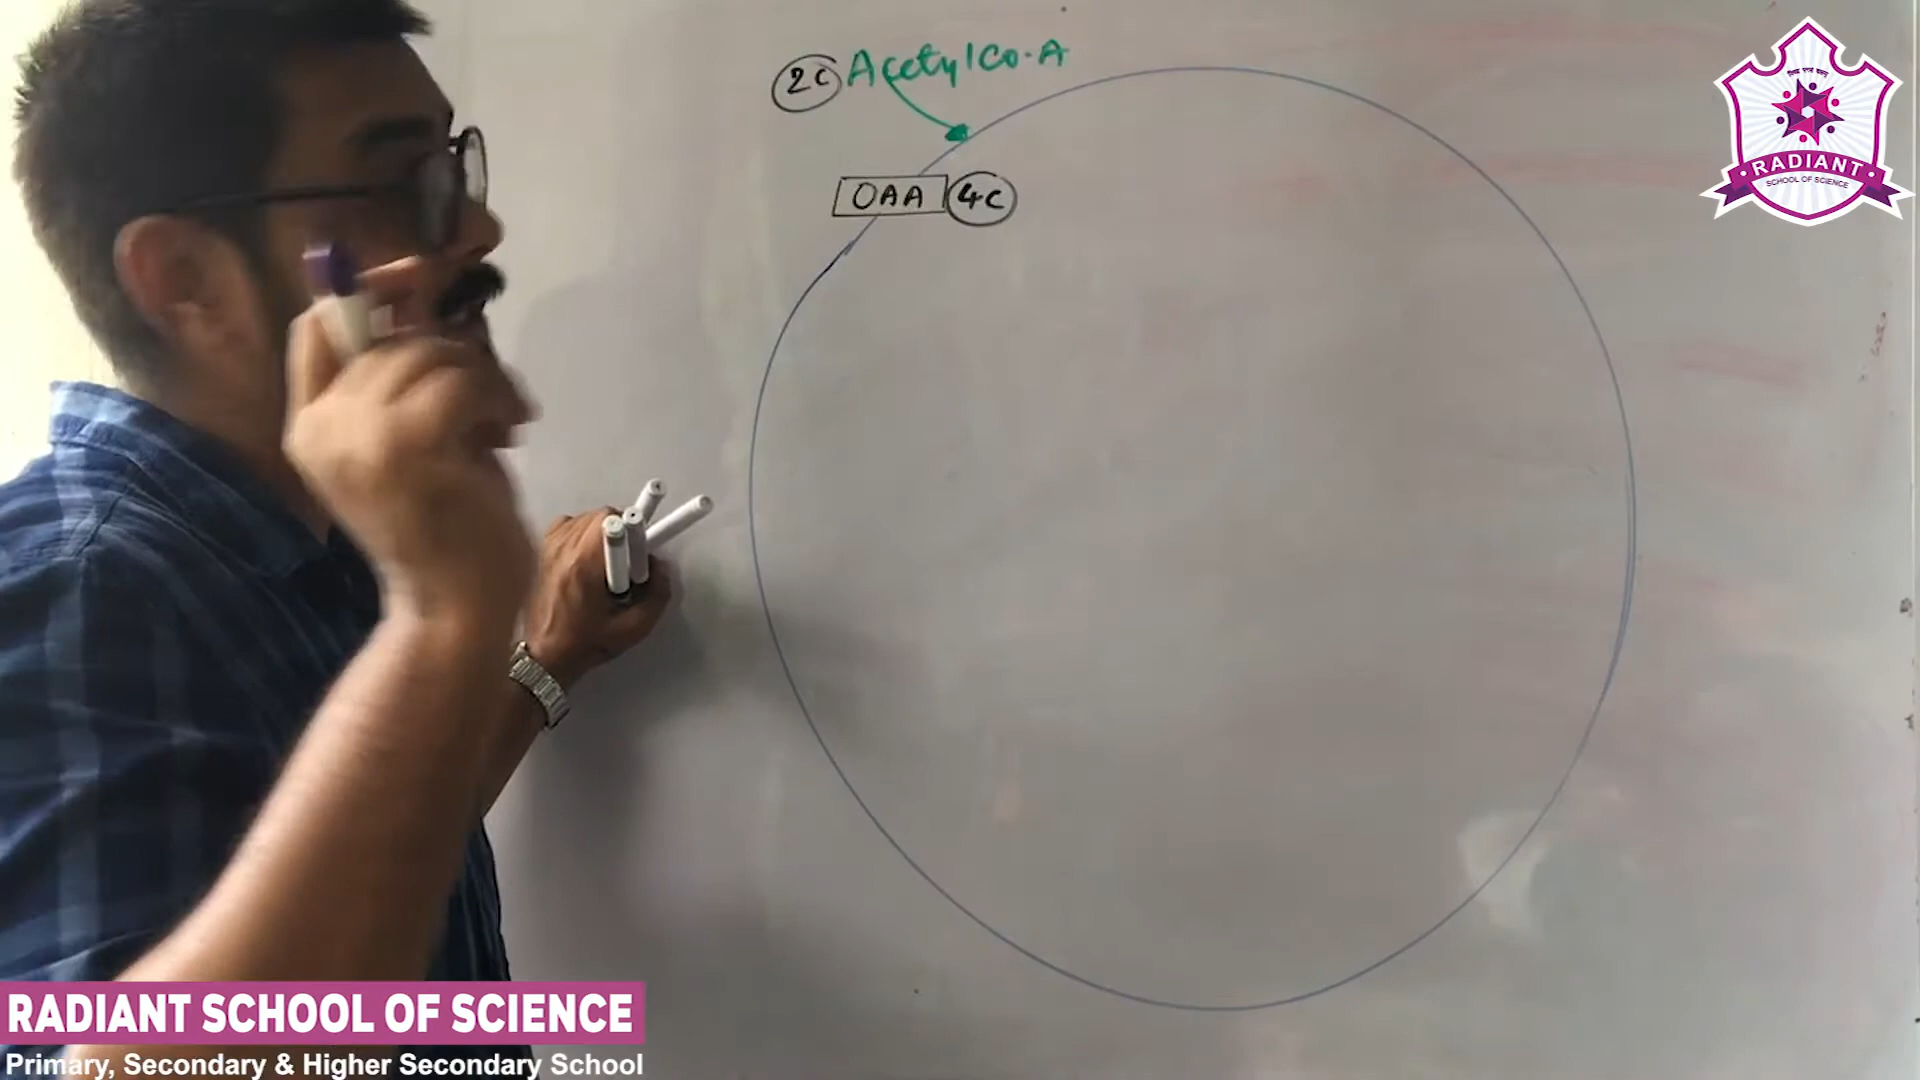 2C Acetyl Co.A
OAA 4C
RADIANT
SCHOOL OF SCIENCE
RADIANT SCHOOL OF SCIENCE
Primary, Secondary & Higher Secondary School